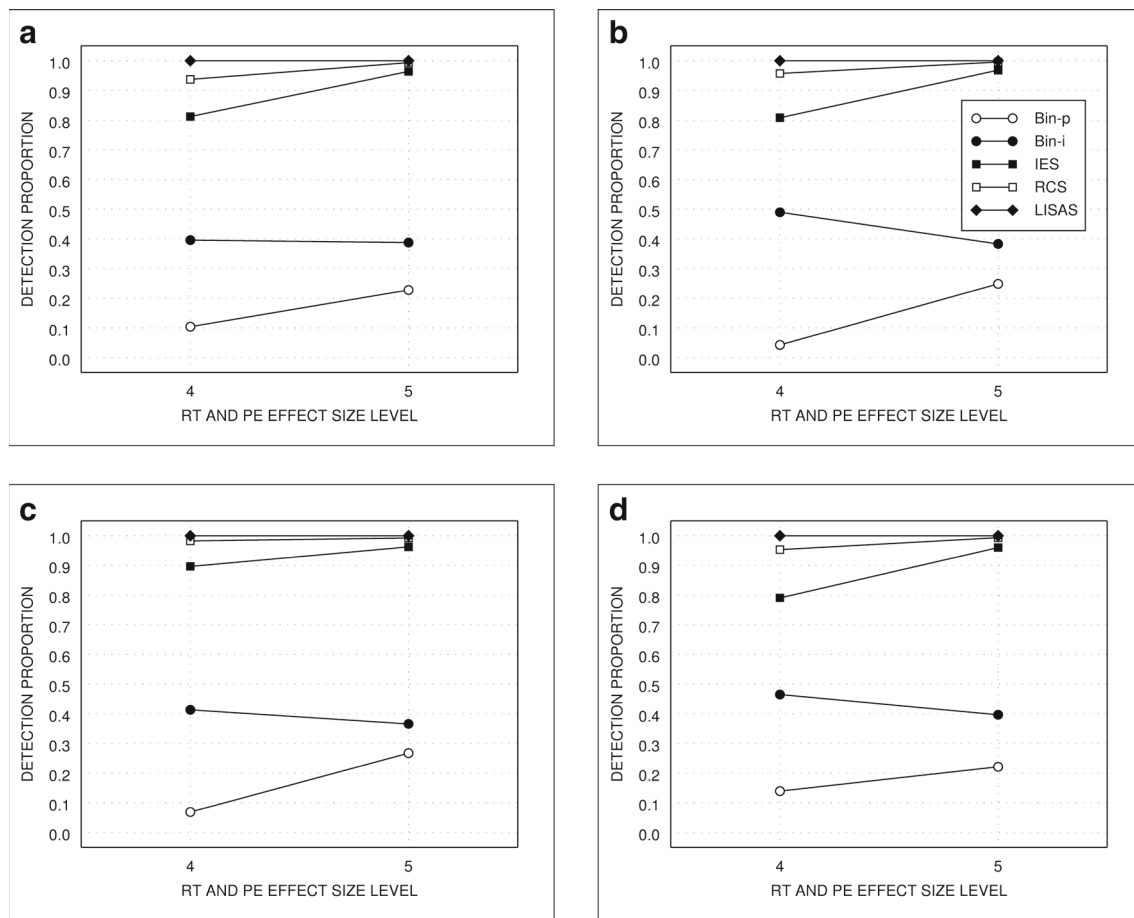 a
1.0
0.9
0.8
0.7
0.6
0.5
0.4
0.3
0.2
0.1
0.0
DETECTION PROPORTION
4 5
RT AND PE EFFECT SIZE LEVEL
b
1.0
0.9
0.8
0.7
0.6
0.5
0.4
0.3
0.2
0.1
0.0
DETECTION PROPORTION
Bin-p
Bin-i
IES
RCS
LISAS
4 5
RT AND PE EFFECT SIZE LEVEL
c
1.0
0.9
0.8
0.7
0.6
0.5
0.4
0.3
0.2
0.1
0.0
DETECTION PROPORTION
4 5
RT AND PE EFFECT SIZE LEVEL
d
1.0
0.9
0.8
0.7
0.6
0.5
0.4
0.3
0.2
0.1
0.0
DETECTION PROPORTION
4 5
RT AND PE EFFECT SIZE LEVEL